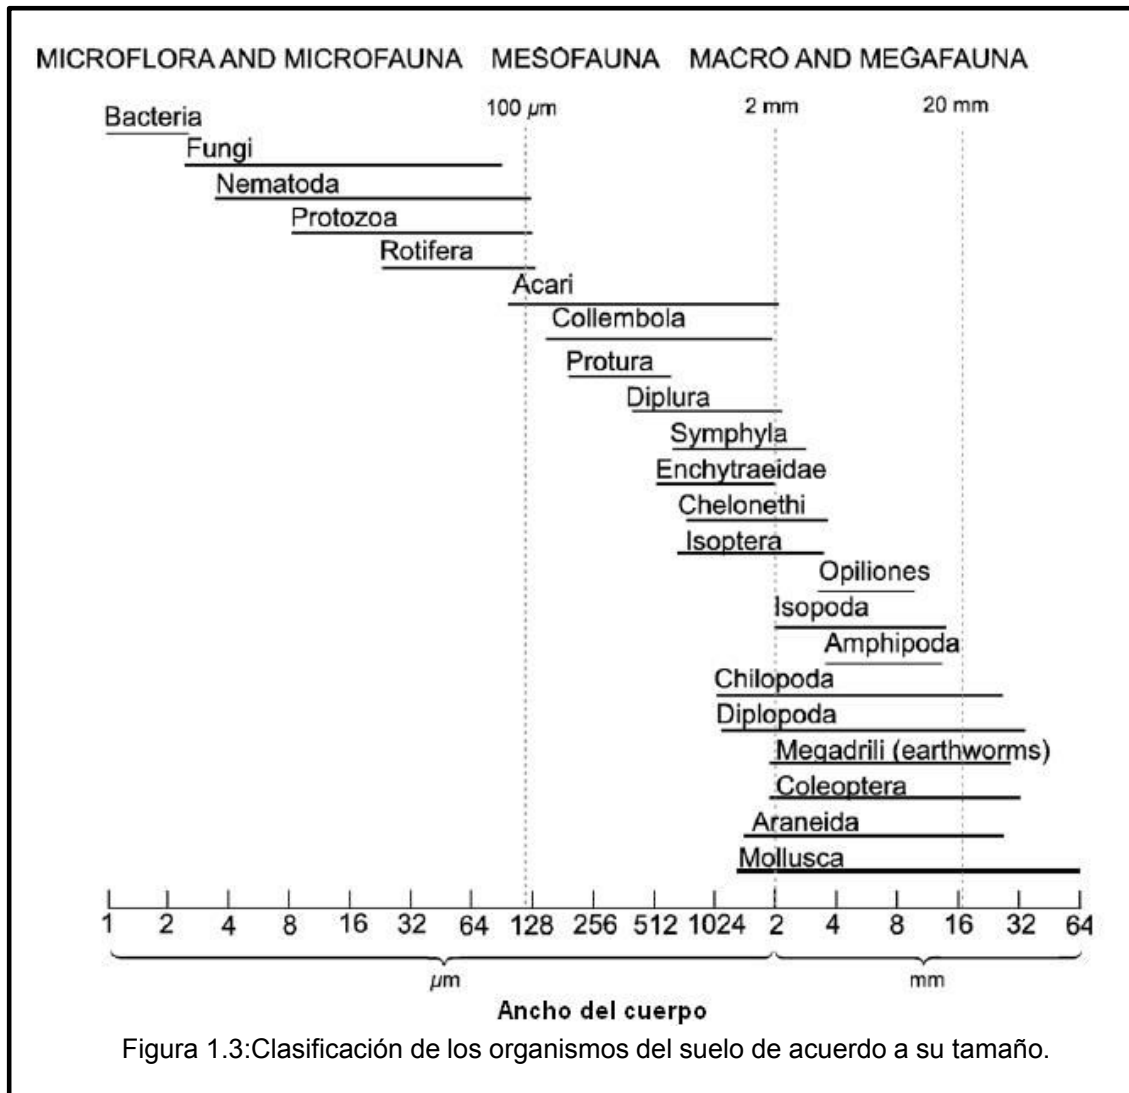 MICROFLORA AND MICROFAUNA MESOFAUNA MACRO AND MEGAFAUNA
100 µm 2 mm 20 mm
Bacteria
Fungi
Nematoda
Protozoa
Rotifera
Acari
Collembola
Protura
Diplura
Symphyla
Enchytraeidae
Chelonethi
Isoptera
Opiliones
Isopoda
Amphipoda
Chilopoda
Diplopoda
Megadrili (earthworms)
Coleoptera
Araneida
Mollusca
1 2 4 8 16 32 64 128 256 512 1024 2 4 8 16 32 64
µm mm
Ancho del cuerpo
Figura 1.3:Clasificación de los organismos del suelo de acuerdo a su tamaño.